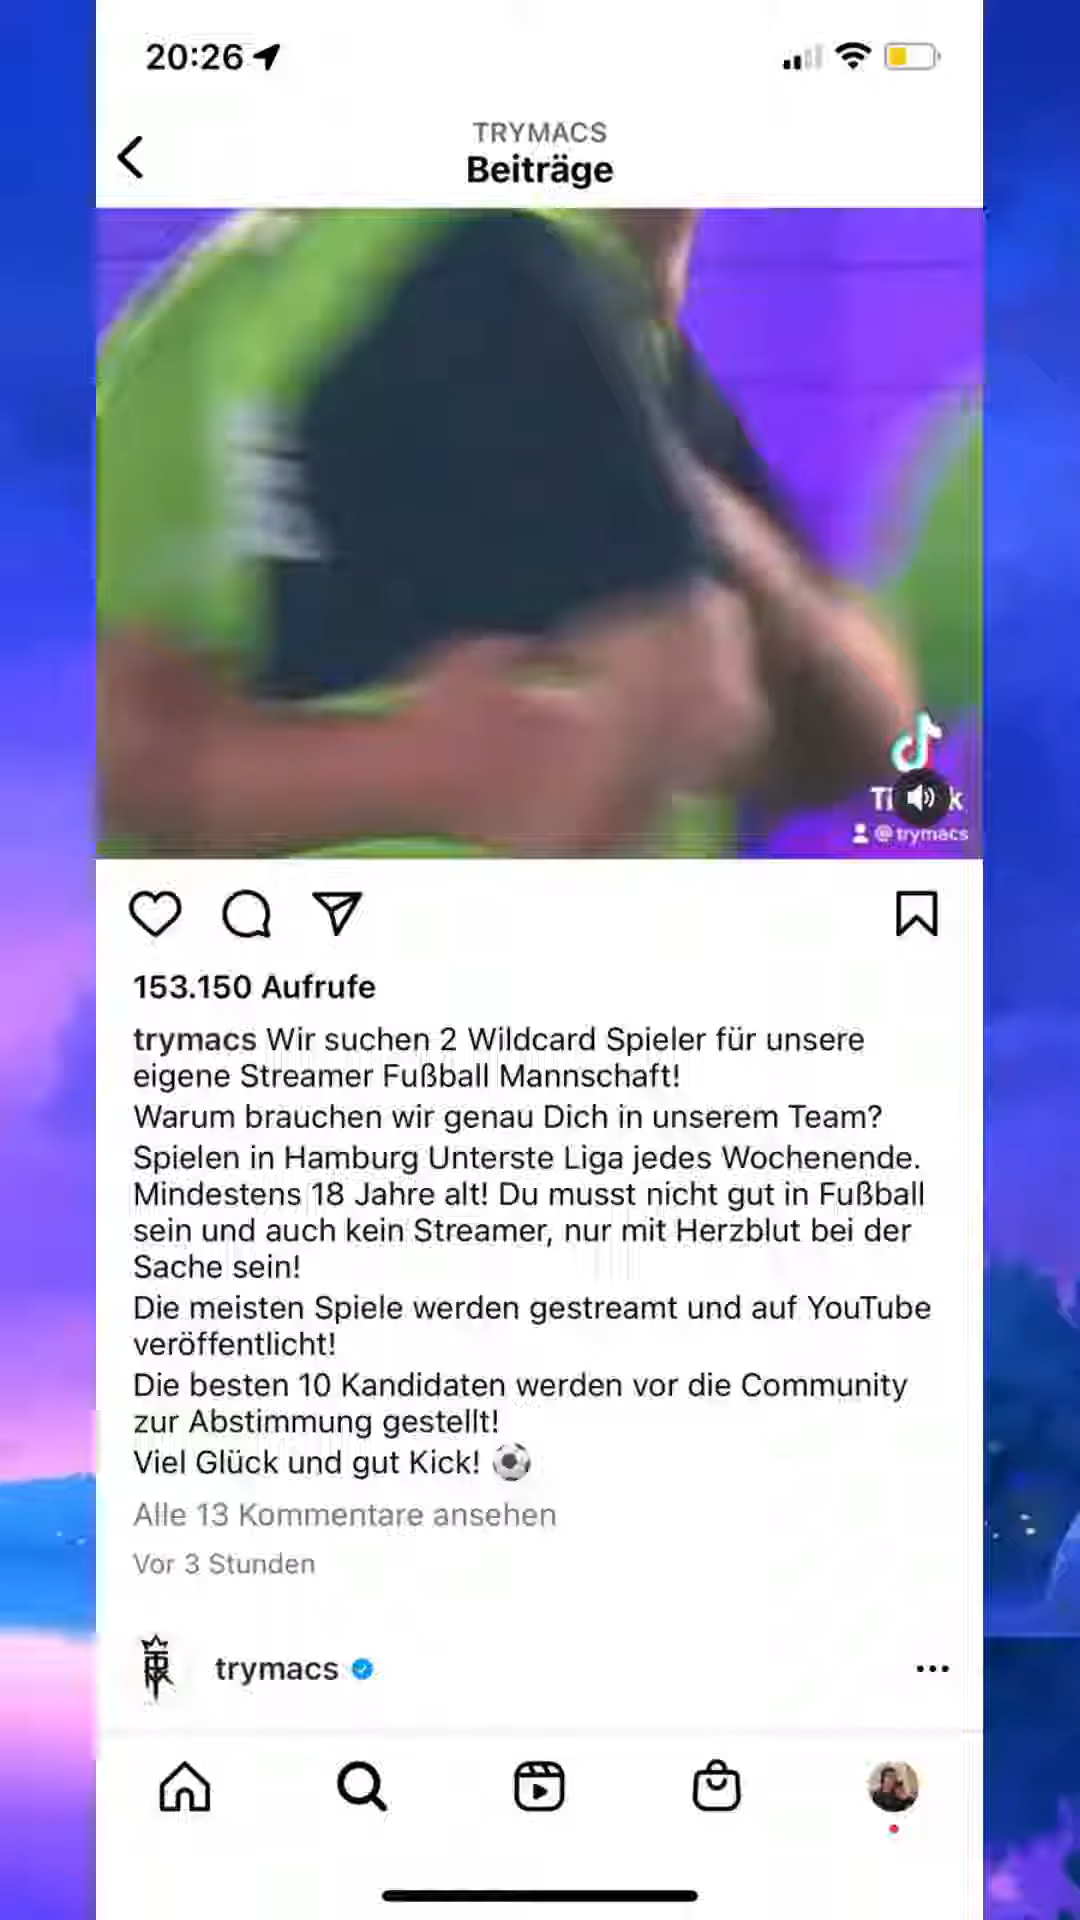 20:26
TRYMACS
Beiträge
@trymacs
153.150 Aufrufe
trymacs Wir suchen 2 Wildcard Spieler für unsere
eigene Streamer Fußball Mannschaft!
Warum brauchen wir genau Dich in unserem Team?
Spielen in Hamburg Unterste Liga jedes Wochenende.
Mindestens 18 Jahre alt! Du musst nicht gut in Fußball
sein und auch kein Streamer, nur mit Herzblut bei der
Sache sein!
Die meisten Spiele werden gestreamt und auf YouTube
veröffentlicht!
Die besten 10 Kandidaten werden vor die Community
zur Abstimmung gestellt!
Viel Glück und gut Kick! ⚽
Alle 13 Kommentare ansehen
Vor 3 Stunden
trymacs